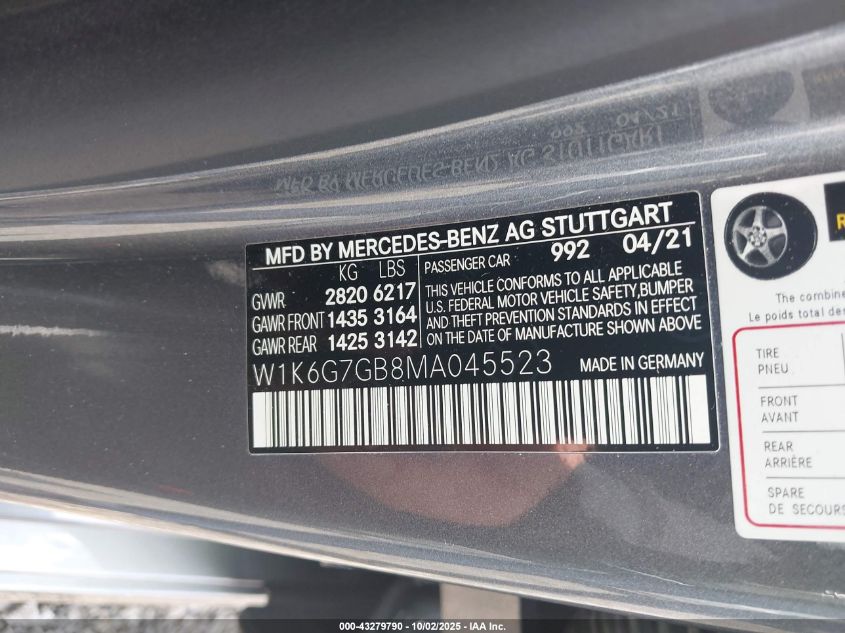 MFD BY MERCEDES-BENZ AG STUTTGART
KG LBS
PASSENGER CAR 992 04/21
GVWR 2820 6217
GAWR FRONT 1435 3164
GAWR REAR 1425 3142
THIS VEHICLE CONFORMS TO ALL APPLICABLE
U.S. FEDERAL MOTOR VEHICLE SAFETY,BUMPER
AND THEFT PREVENTION STANDARDS IN EFFECT
ON THE DATE OF MANUFACTURE SHOWN ABOVE
W1K6G7GB8MA045523
MADE IN GERMANY
The combine
Le poids total de
TIRE
PNEU
FRONT
AVANT
REAR
ARRIÈRE
SPARE
DE SECOURS
000-43279790 - 10/02/2025 - IAA Inc.